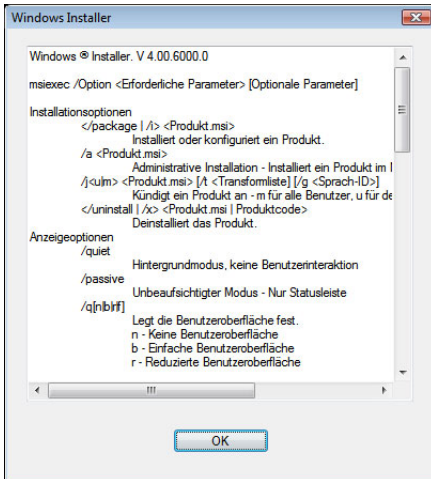 Windows Installer
Windows ® Installer. V 4.00.6000.0
msiexec /Option <Erforderliche Parameter> [Optionale Parameter]
Installationsoptionen
</package | /i> <Produkt.msi>
Installiert oder konfiguriert ein Produkt.
/a <Produkt.msi>
Administrative Installation - Installiert ein Produkt im
/j<u|m> <Produkt.msi> [/t <Transformliste] [/g <Sprach-ID>]
Kündigt ein Produkt an - m für alle Benutzer, u für de
</uninstall | /x> <Produkt.msi | Produktcode>
Deinstalliert das Produkt.
Anzeigeoptionen
/quiet
Hintergrundmodus, keine Benutzerinteraktion
/passive
Unbeaufsichtigter Modus - Nur Statusleiste
/q[n|b|r|f]
Legt die Benutzeroberfläche fest.
n - Keine Benutzeroberfläche
b - Einfache Benutzeroberfläche
r - Reduzierte Benutzeroberfläche
OK